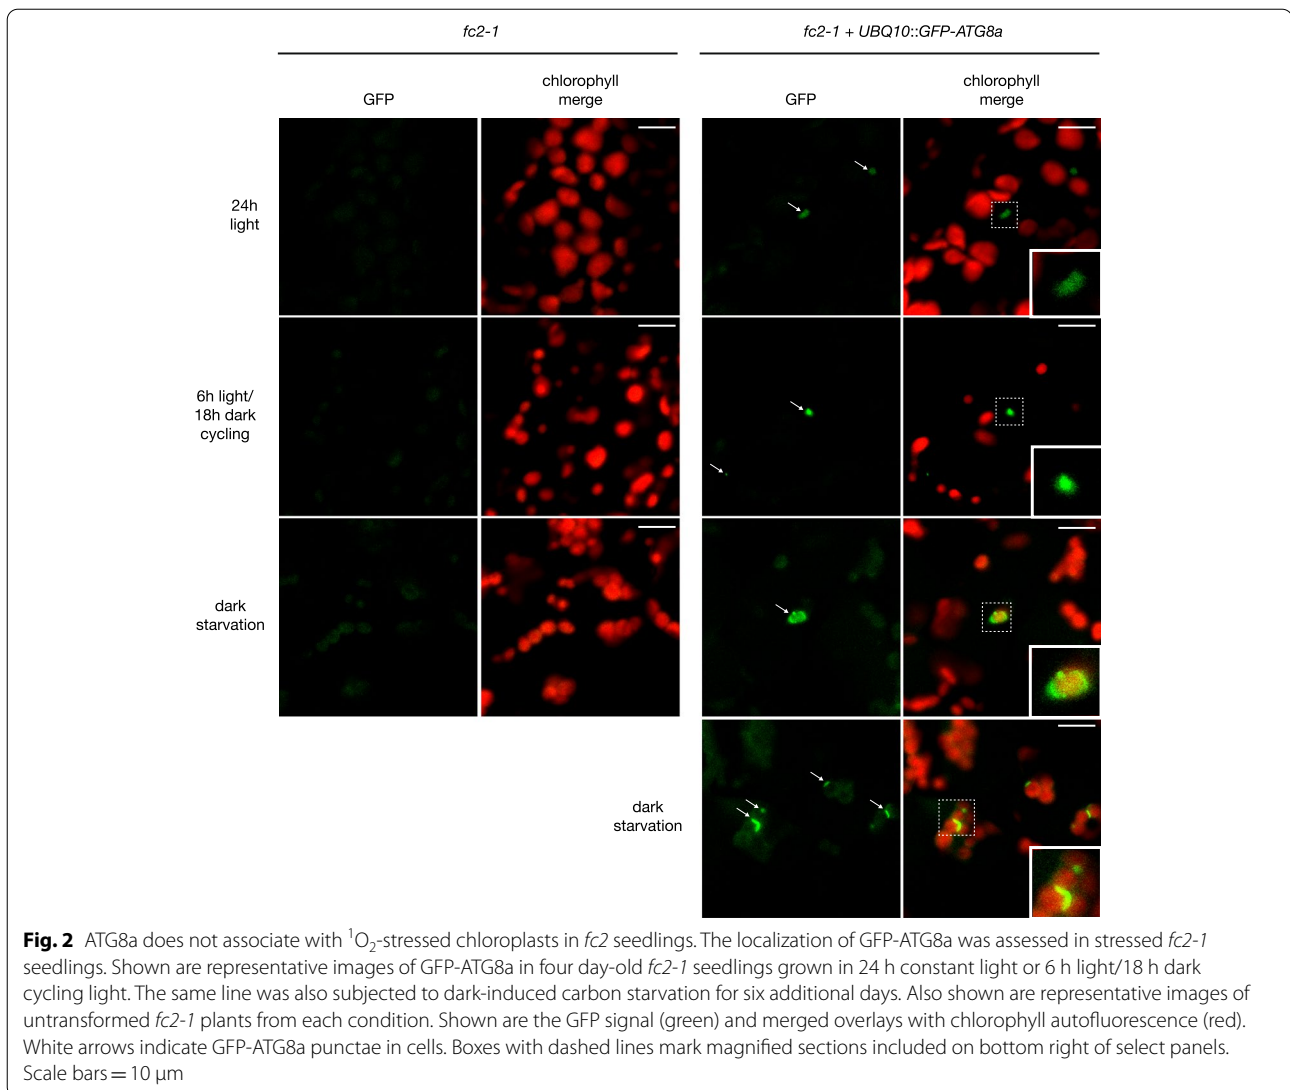 fc2-1
fc2-1 + UBQ10::GFP-ATG8a
GFP
chlorophyll
merge
GFP
chlorophyll
merge
24h
light
6h light/
18h dark
cycling
dark
starvation
dark
starvation
Fig. 2 ATG8a does not associate with ¹O₂-stressed chloroplasts in fc2 seedlings. The localization of GFP-ATG8a was assessed in stressed fc2-1
seedlings. Shown are representative images of GFP-ATG8a in four day-old fc2-1 seedlings grown in 24 h constant light or 6 h light/18 h dark
cycling light. The same line was also subjected to dark-induced carbon starvation for six additional days. Also shown are representative images of
untransformed fc2-1 plants from each condition. Shown are the GFP signal (green) and merged overlays with chlorophyll autofluorescence (red).
White arrows indicate GFP-ATG8a punctae in cells. Boxes with dashed lines mark magnified sections included on bottom right of select panels.
Scale bars = 10 μm